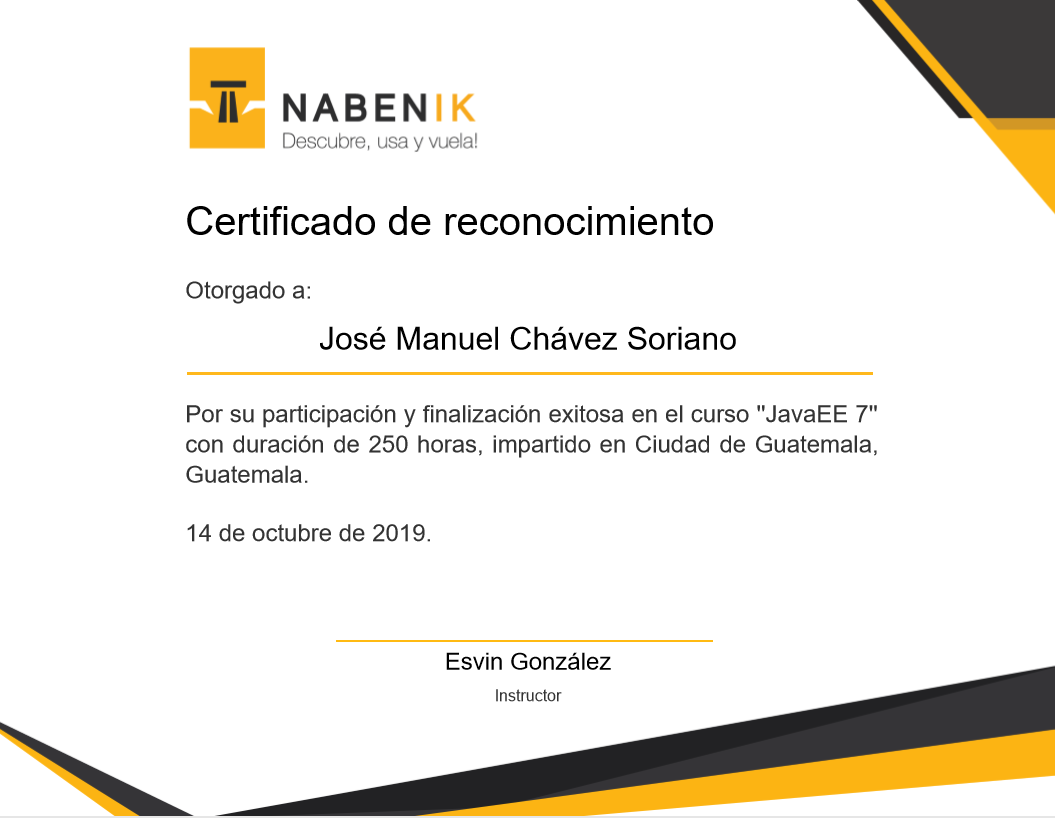 NABENIK
Descubre, usa y vuela!
Certificado de reconocimiento
Otorgado a:
José Manuel Chávez Soriano
Por su participación y finalización exitosa en el curso "JavaEE 7"
con duración de 250 horas, impartido en Ciudad de Guatemala,
Guatemala.
14 de octubre de 2019.
Esvin González
Instructor